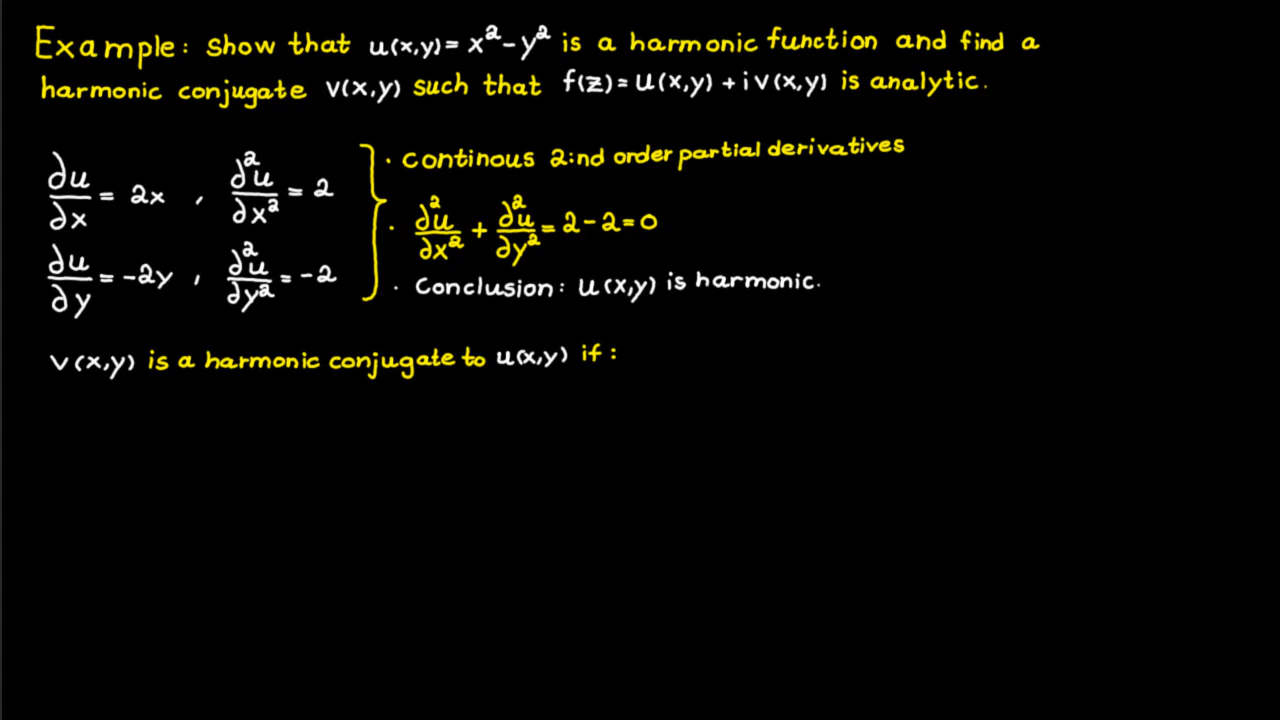 Example: Show that u(x,y) = x² - y² is a harmonic function and find a
harmonic conjugate v(x,y) such that f(z) = u(x,y) + i v(x,y) is analytic.
∂u/∂x = 2x , ∂²u/∂x² = 2
∂u/∂y = -2y , ∂²u/∂y² = -2
· continous 2:nd order partial derivatives
· ∂²u/∂x² + ∂²u/∂y² = 2 - 2 = 0
· Conclusion: u(x,y) is harmonic.
v(x,y) is a harmonic conjugate to u(x,y) if :